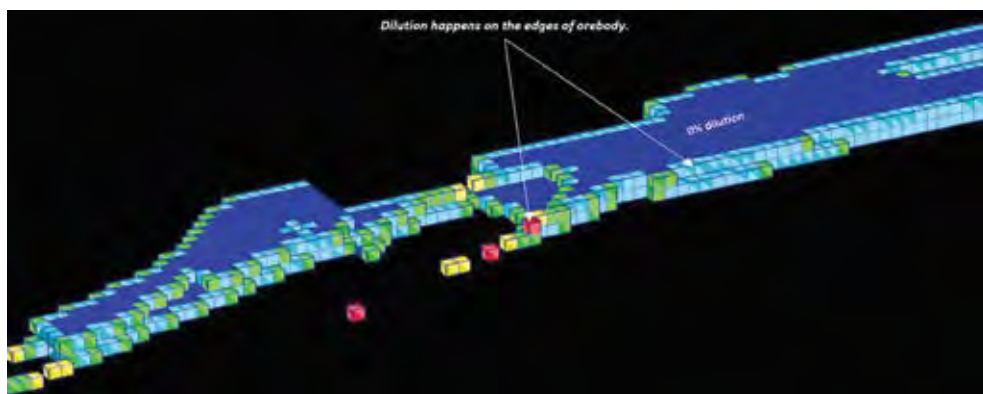 Dilution happens on the edges of orebody.
0% dilution